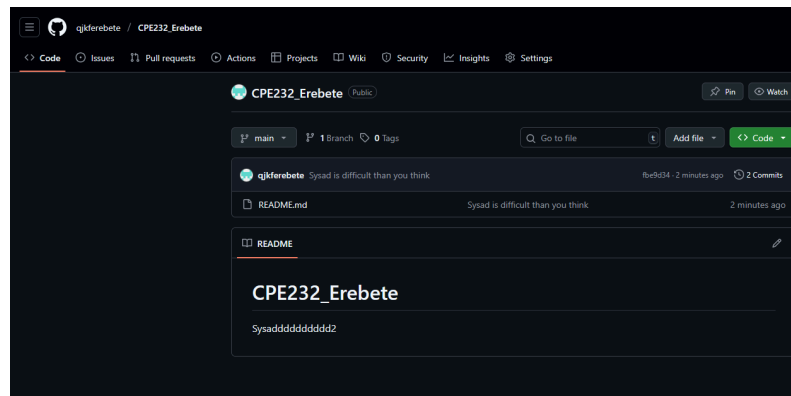 qjkferebete / CPE232_Erebete
Code Issues Pull requests Actions Projects Wiki Security Insights Settings
CPE232_Erebete Public Pin Watch
main 1 Branch 0 Tags Go to file t Add file Code
qjkferebete Sysad is difficult than you think fbe9d34 · 2 minutes ago 2 Commits
README.md Sysad is difficult than you think 2 minutes ago
README
CPE232_Erebete
Sysadddddddddd2